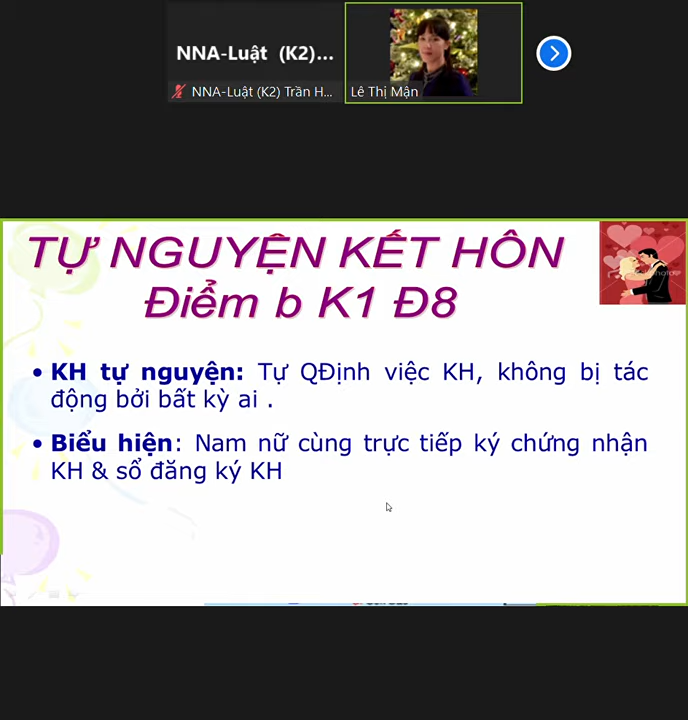 NNA-Luật (K2)...
NNA-Luật (K2) Trần H...
Lê Thị Mận
TỰ NGUYỆN KẾT HÔN
Điểm b K1 Đ8
• KH tự nguyện: Tự QĐịnh việc KH, không bị tác
động bởi bất kỳ ai .
• Biểu hiện: Nam nữ cùng trực tiếp ký chứng nhận
KH & sổ đăng ký KH